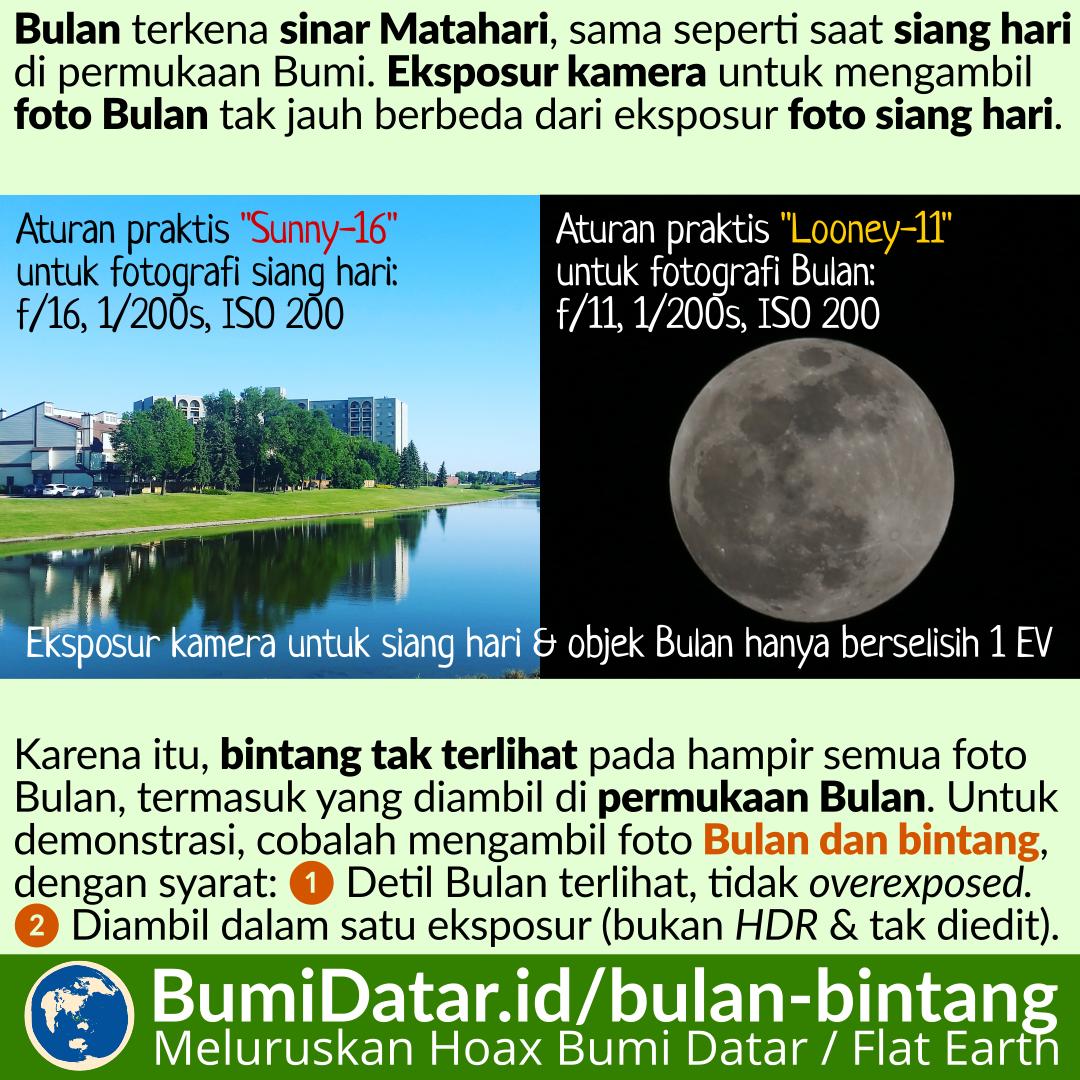 Bulan terkena sinar Matahari, sama seperti saat siang hari
di permukaan Bumi. Eksposur kamera untuk mengambil
foto Bulan tak jauh berbeda dari eksposur foto siang hari.
Aturan praktis "Sunny-16"
untuk fotografi siang hari:
f/16, 1/200s, ISO 200
Aturan praktis "Looney-11"
untuk fotografi Bulan:
f/11, 1/200s, ISO 200
Eksposur kamera untuk siang hari & objek Bulan hanya berselisih 1 EV
Karena itu, bintang tak terlihat pada hampir semua foto
Bulan, termasuk yang diambil di permukaan Bulan. Untuk
demonstrasi, cobalah mengambil foto Bulan dan bintang,
dengan syarat: 1 Detil Bulan terlihat, tidak overexposed.
2 Diambil dalam satu eksposur (bukan HDR & tak diedit).
BumiDatar.id/bulan-bintang
Meluruskan Hoax Bumi Datar / Flat Earth